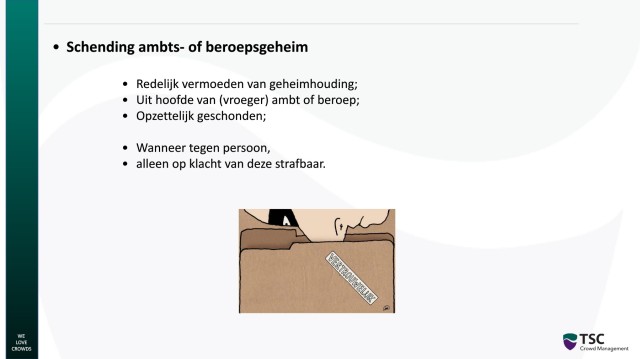 • Schending ambts- of beroepsgeheim
• Redelijk vermoeden van geheimhouding;
• Uit hoofde van (vroeger) ambt of beroep;
• Opzettelijk geschonden;
• Wanneer tegen persoon,
• alleen op klacht van deze strafbaar.
VERTROUWELIJK
WE
LOVE
CROWDS
TSC
Crowd Management